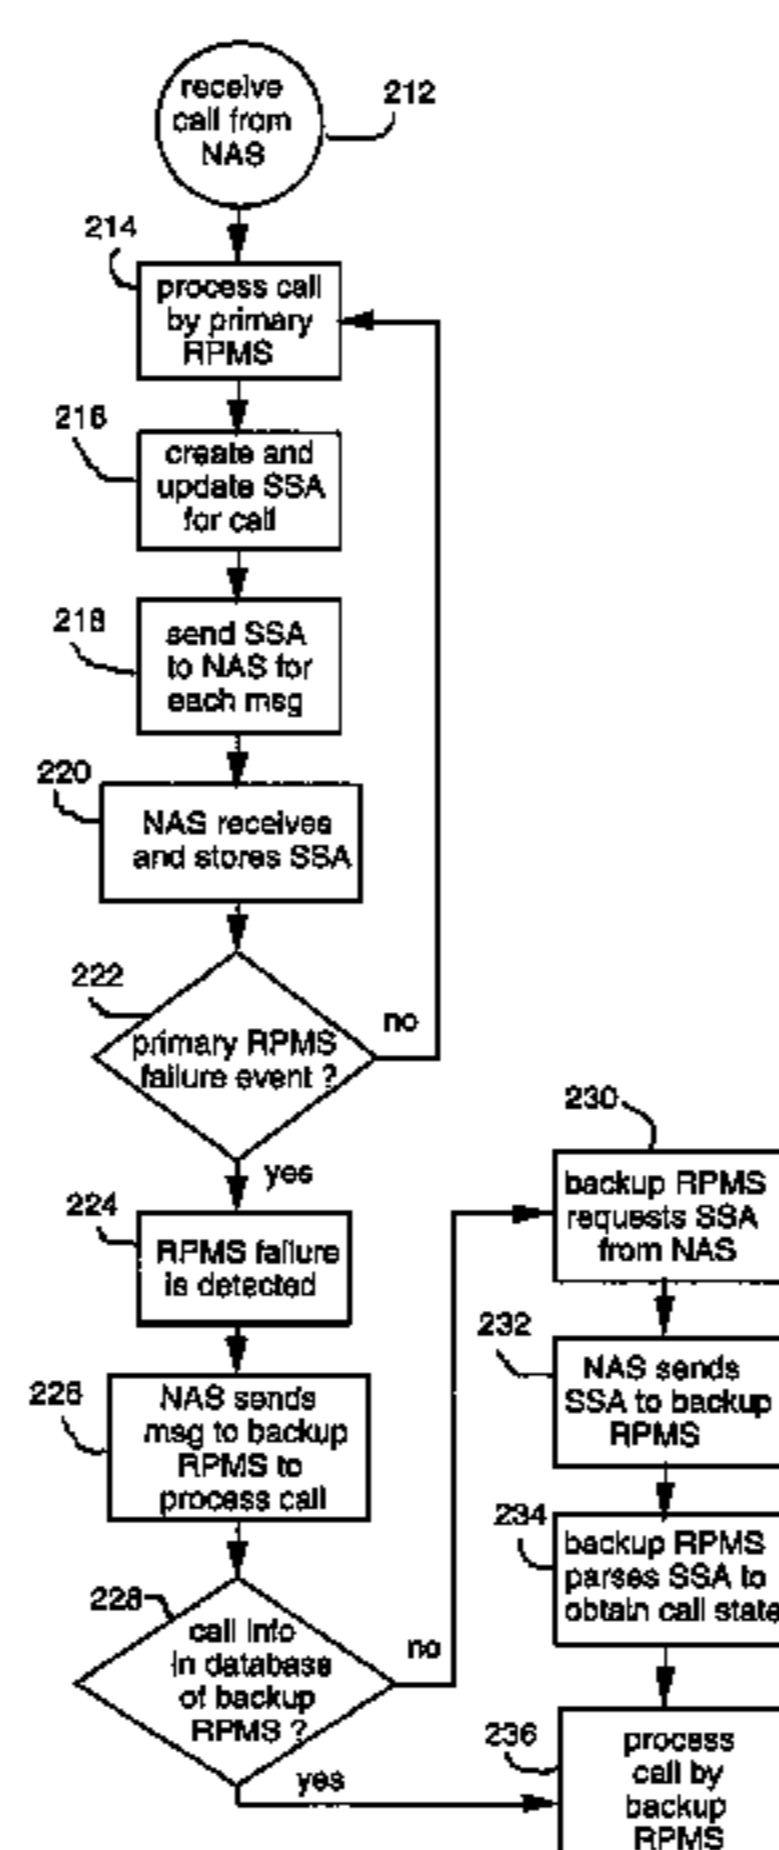 receive
call from
NAS
212
214
process call
by primary
RPMS
216
create and
update SSA
for call
218
send SSA
to NAS for
each msg
220
NAS receives
and stores SSA
222
primary RPMS
failure event ?
no
yes
224
RPMS failure
is detected
226
NAS sends
msg to backup
RPMS to
process call
228
call info
in database
of backup
RPMS ?
no
yes
230
backup RPMS
requests SSA
from NAS
232
NAS sends
SSA to backup
RPMS
234
backup RPMS
parses SSA to
obtain call state
236
process
call by
backup
RPMS